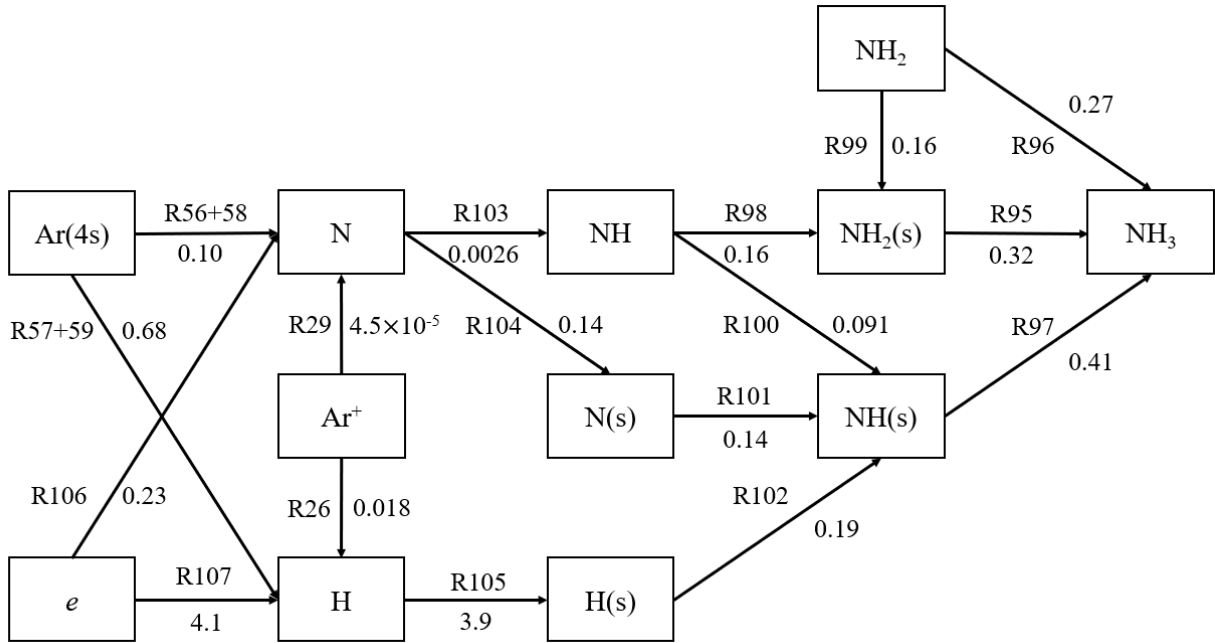 NH₂
0.27
R99
0.16
R96
R56+58
R103
R98
R95
Ar(4s)
N
NH
NH₂(s)
NH₃
0.10
0.0026
0.16
0.32
R57+59
0.68
R29
4.5×10⁻⁵
R104
0.14
R100
0.091
R97
0.41
Ar⁺
N(s)
R101
0.14
NH(s)
R106
0.23
R26
0.018
R102
0.19
R107
R105
e
H
H(s)
4.1
3.9